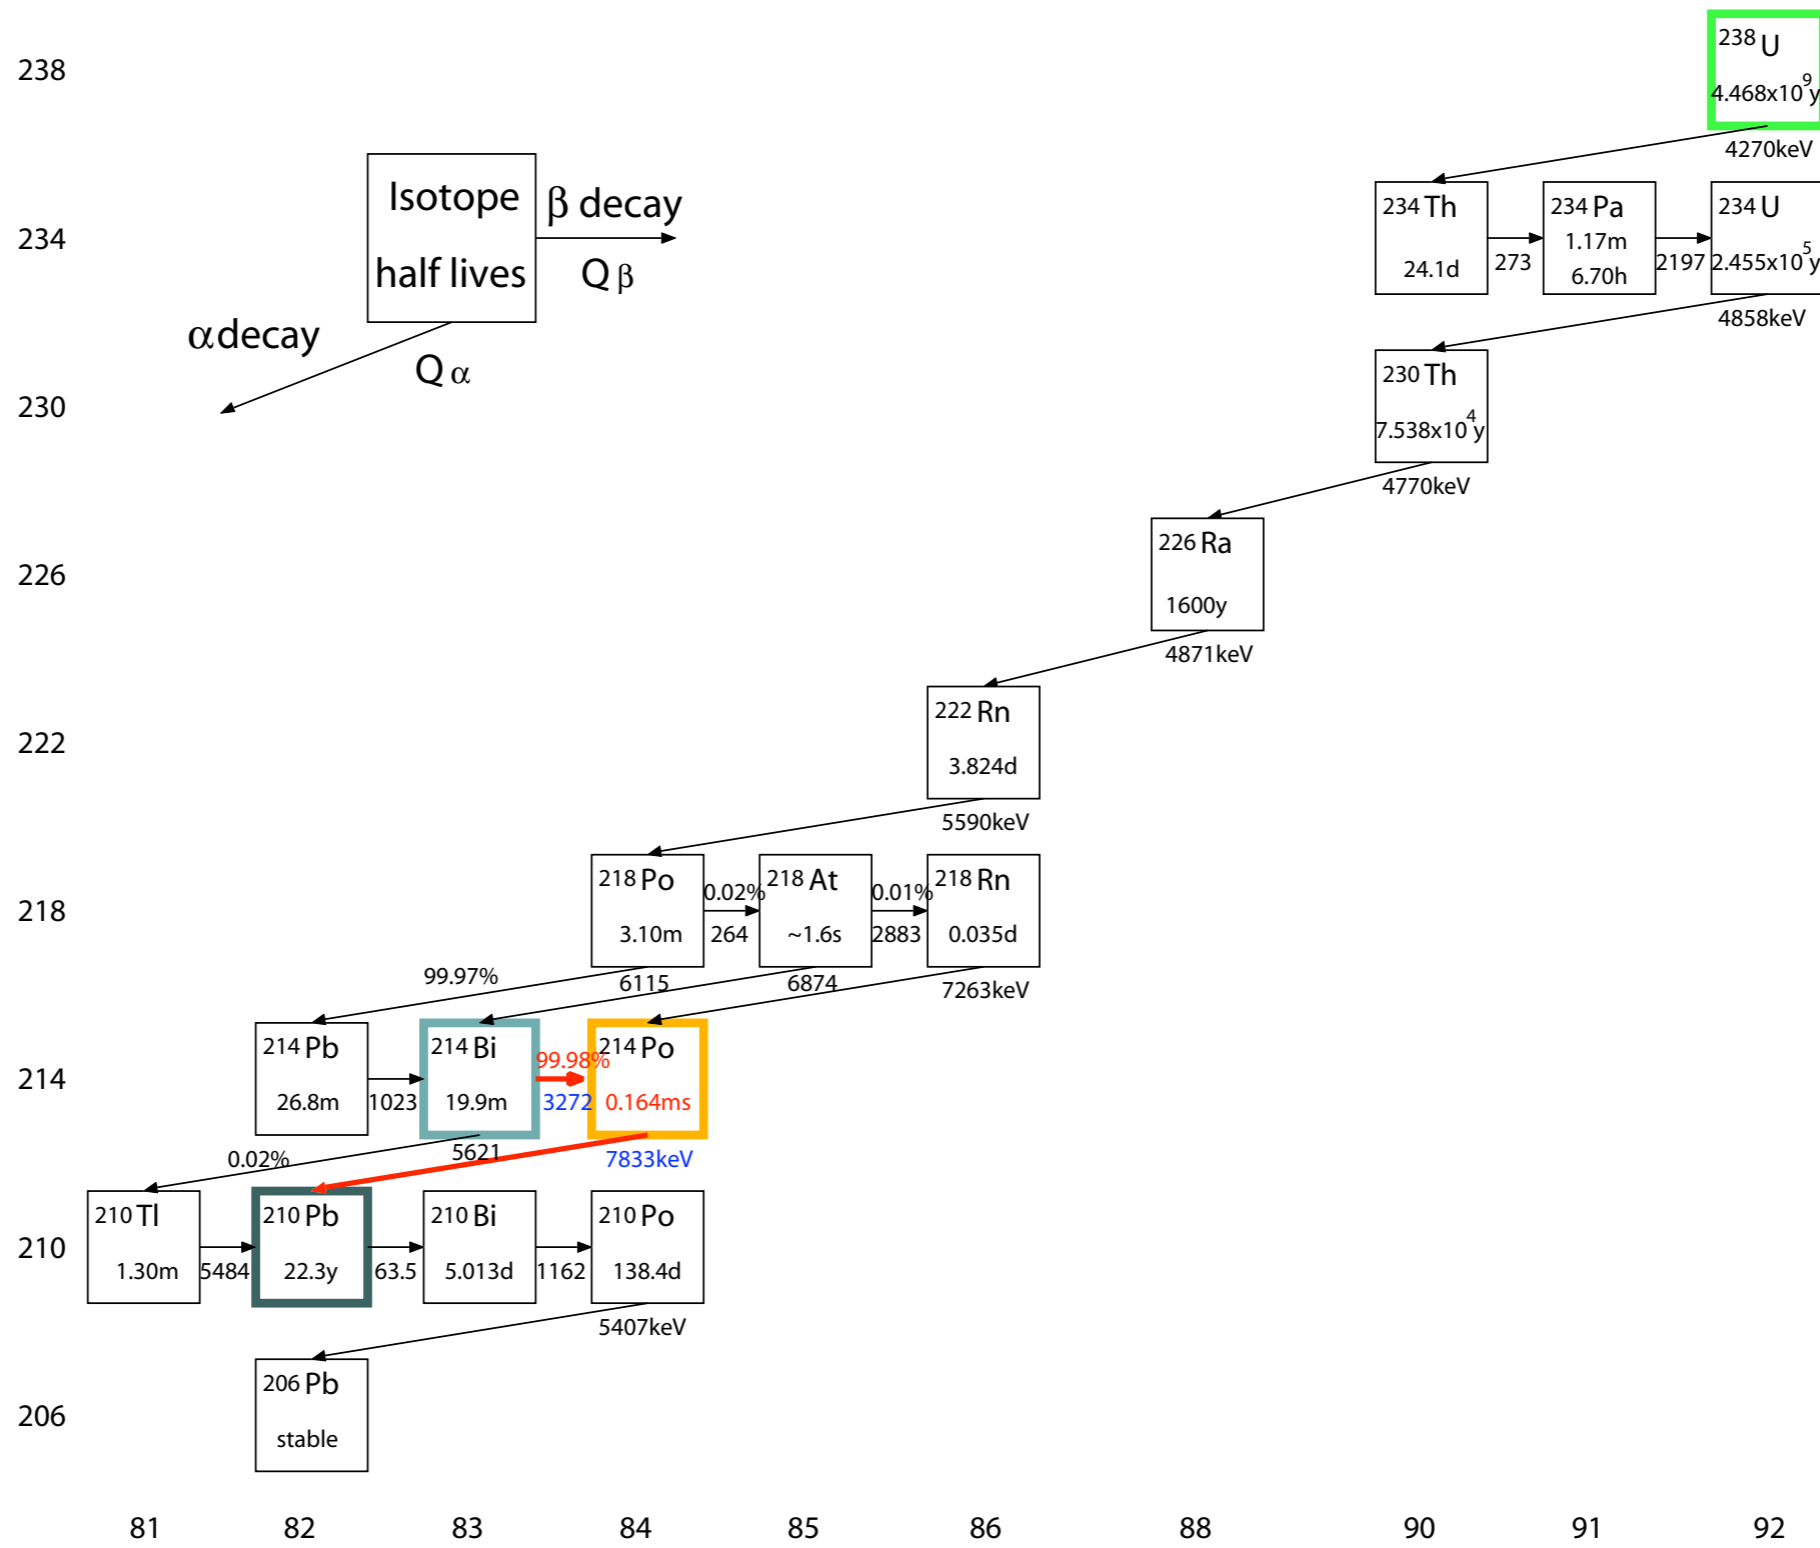 238
²³⁸U
4.468x10⁹y
4270keV
Isotope
half lives
β decay
Q β
α decay
Q α
234
²³⁴Th
24.1d
273
²³⁴Pa
1.17m
6.70h
2197
²³⁴U
2.455x10⁵y
4858keV
230
²³⁰Th
7.538x10⁴y
4770keV
226
²²⁶Ra
1600y
4871keV
222
²²²Rn
3.824d
5590keV
218
²¹⁸Po
3.10m
0.02%
264
²¹⁸At
~1.6s
0.01%
2883
²¹⁸Rn
0.035d
99.97%
6115
6874
7263keV
214
²¹⁴Pb
26.8m
1023
²¹⁴Bi
19.9m
99.98%
3272
²¹⁴Po
0.164ms
0.02%
5621
7833keV
210
²¹⁰Tl
1.30m
5484
²¹⁰Pb
22.3y
63.5
²¹⁰Bi
5.013d
1162
²¹⁰Po
138.4d
5407keV
206
²⁰⁶Pb
stable
81 82 83 84 85 86 88 90 91 92